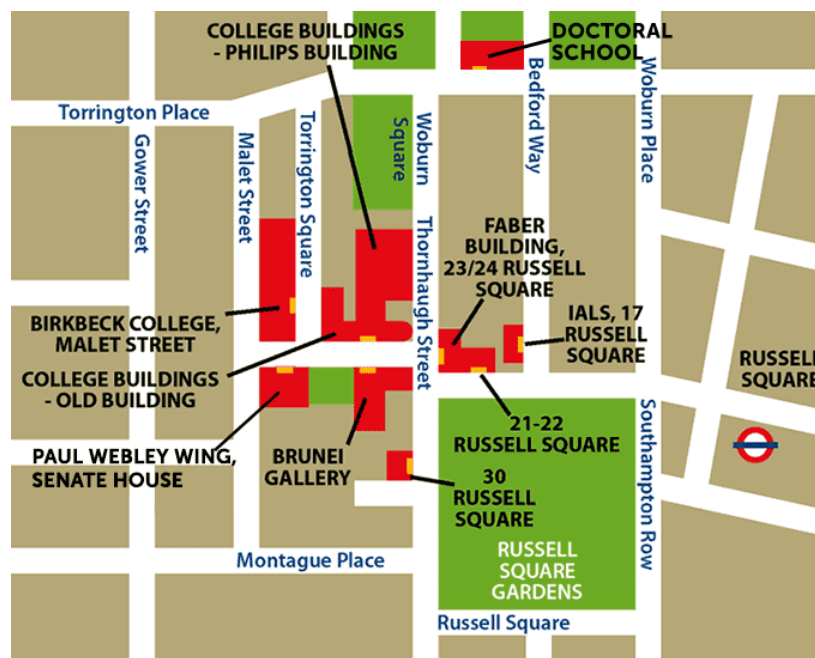 COLLEGE BUILDINGS
- PHILIPS BUILDING
DOCTORAL
SCHOOL
Torrington Place
Gower Street
Malet Street
Torrington Square
Woburn
Square
Bedford Way
Woburn Place
Thornhaugh Street
FABER
BUILDING,
23/24 RUSSELL
SQUARE
IALS, 17
RUSSELL
SQUARE
BIRKBECK COLLEGE,
MALET STREET
RUSSELL
SQUARE
COLLEGE BUILDINGS
- OLD BUILDING
21-22
RUSSELL SQUARE
Southampton Row
PAUL WEBLEY WING,
SENATE HOUSE
BRUNEI
GALLERY
30
RUSSELL
SQUARE
Montague Place
RUSSELL
SQUARE
GARDENS
Russell Square